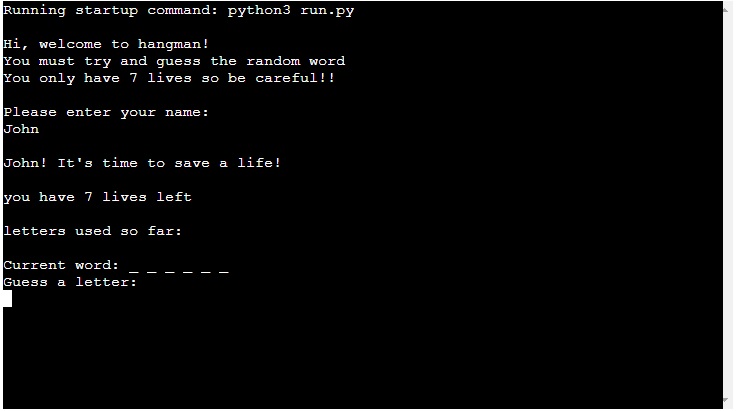 Running startup command: python3 run.py
Hi, welcome to hangman!
You must try and guess the random word
You only have 7 lives so be careful!!
Please enter your name:
John
John! It's time to save a life!
you have 7 lives left
letters used so far:
Current word: _ _ _ _ _ _
Guess a letter: